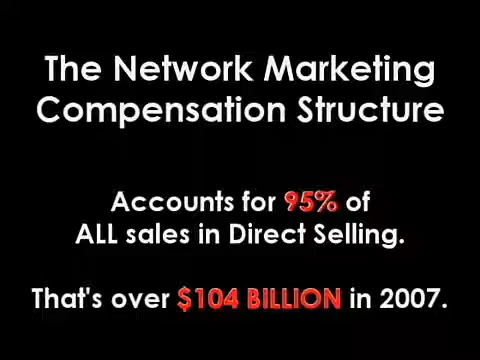 The Network Marketing
Compensation Structure
Accounts for 95% of
ALL sales in Direct Selling.
That's over $104 BILLION in 2007.